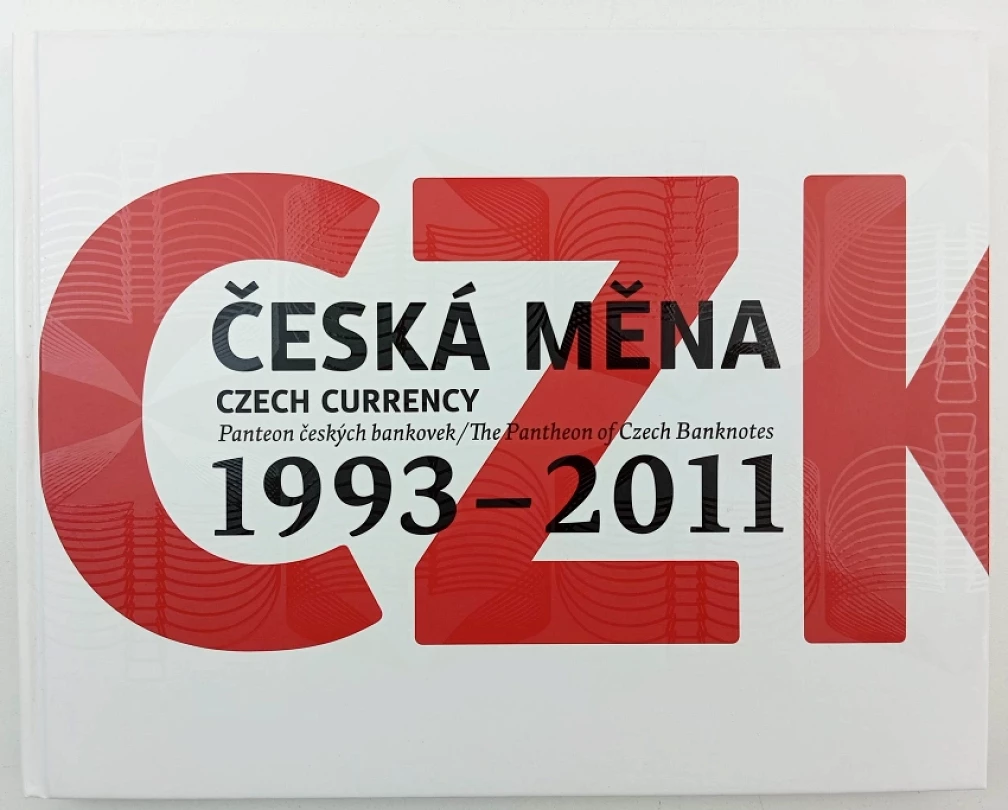 CZK
ČESKÁ MĚNA
CZECH CURRENCY
Panteon českých bankovek/The Pantheon of Czech Banknotes
1993–2011